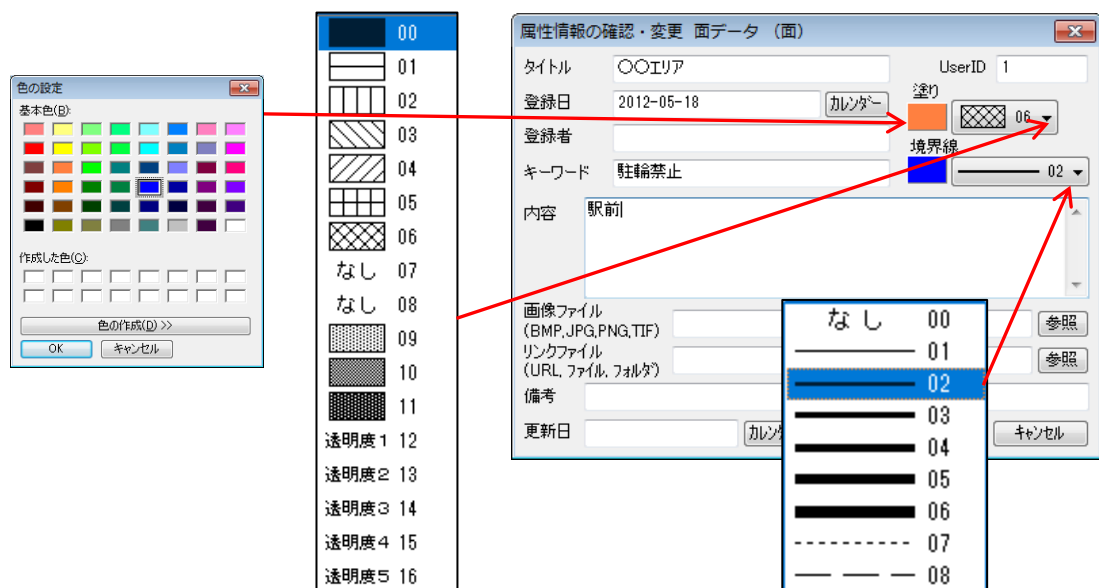 色の設定
基本色(B):
作成した色(C):
色の作成(D) >>
OK
キャンセル
00
01
02
03
04
05
06
なし 07
なし 08
09
10
11
透明度1 12
透明度2 13
透明度3 14
透明度4 15
透明度5 16
属性情報の確認・変更 面データ (面)
タイトル
〇〇エリア
UserID
1
登録日
2012-05-18
カレンダー
塗り
06
登録者
境界線
キーワード
駐輪禁止
02
内容
駅前
画像ファイル
(BMP,JPG,PNG,TIF)
参照
リンクファイル
(URL, ファイル, フォルダ)
参照
備考
更新日
キャンセル
なし 00
01
02
03
04
05
06
07
08